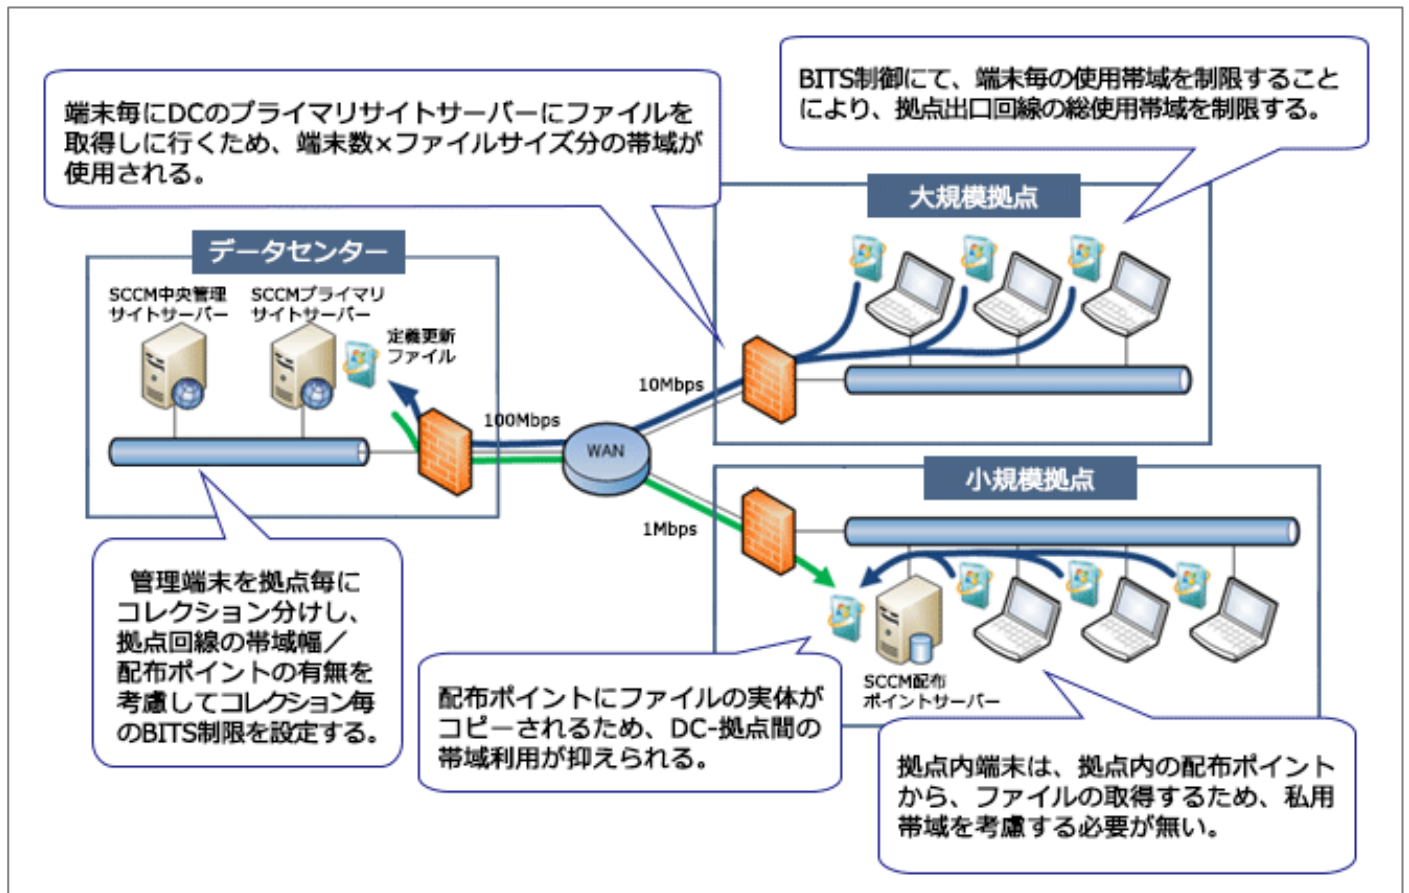 BITS制御にて、端末毎の使用帯域を制限すること
により、拠点出口回線の総使用帯域を制限する。
端末毎にDCのプライマリサイトサーバーにファイルを
取得しに行くため、端末数×ファイルサイズ分の帯域が
使用される。
大規模拠点
データセンター
SCCM中央管理
サイトサーバー
SCCMプライマリ
サイトサーバー
定義更新
ファイル
10Mbps
100Mbps
WAN
小規模拠点
1Mbps
管理端末を拠点毎に
コレクション分けし、
拠点回線の帯域幅／
配布ポイントの有無を
考慮してコレクション毎
のBITS制限を設定する。
SCCM配布
ポイントサーバー
配布ポイントにファイルの実体が
コピーされるため、DC-拠点間の
帯域利用が抑えられる。
拠点内端末は、拠点内の配布ポイント
から、ファイルの取得するため、私用
帯域を考慮する必要が無い。